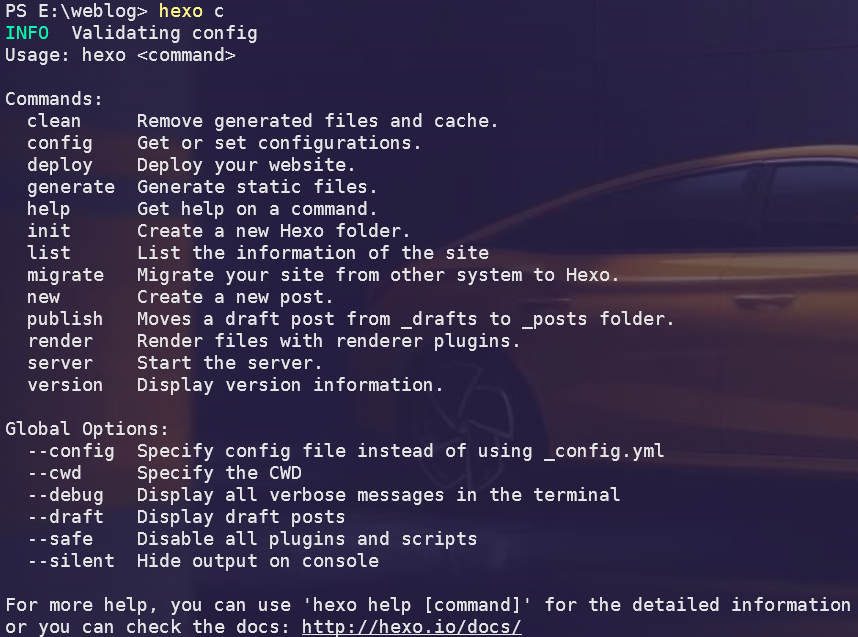 PS E:\weblog> hexo c
INFO  Validating config
Usage: hexo <command>

Commands:
  clean     Remove generated files and cache.
  config    Get or set configurations.
  deploy    Deploy your website.
  generate  Generate static files.
  help      Get help on a command.
  init      Create a new Hexo folder.
  list      List the information of the site
  migrate   Migrate your site from other system to Hexo.
  new       Create a new post.
  publish   Moves a draft post from _drafts to _posts folder.
  render    Render files with renderer plugins.
  server    Start the server.
  version   Display version information.

Global Options:
  --config  Specify config file instead of using _config.yml
  --cwd     Specify the CWD
  --debug   Display all verbose messages in the terminal
  --draft   Display draft posts
  --safe    Disable all plugins and scripts
  --silent  Hide output on console

For more help, you can use 'hexo help [command]' for the detailed information
or you can check the docs: http://hexo.io/docs/